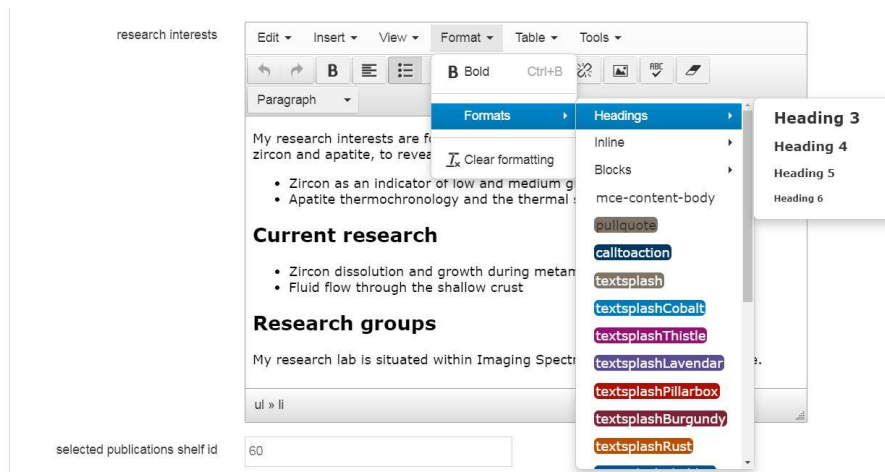 research interests
Edit Insert View Format Table Tools
B B Bold Ctrl+B ABC
Paragraph
Formats
Headings
Heading 3
Heading 4
Heading 5
Heading 6
Inline
Blocks
Clear formatting
mce-content-body
pullquote
calltoaction
textsplash
textsplashCobalt
textsplashThistle
textsplashLavendar
textsplashPillarbox
textsplashBurgundy
textsplashRust
My research interests are
zircon and apatite, to
Zircon as an indicator of low and medium
Apatite thermochronology and the thermal
Current research
Zircon dissolution and growth during
Fluid flow through the shallow crust
Research groups
My research lab is situated within Imaging
ul » li
selected publications shelf id
60